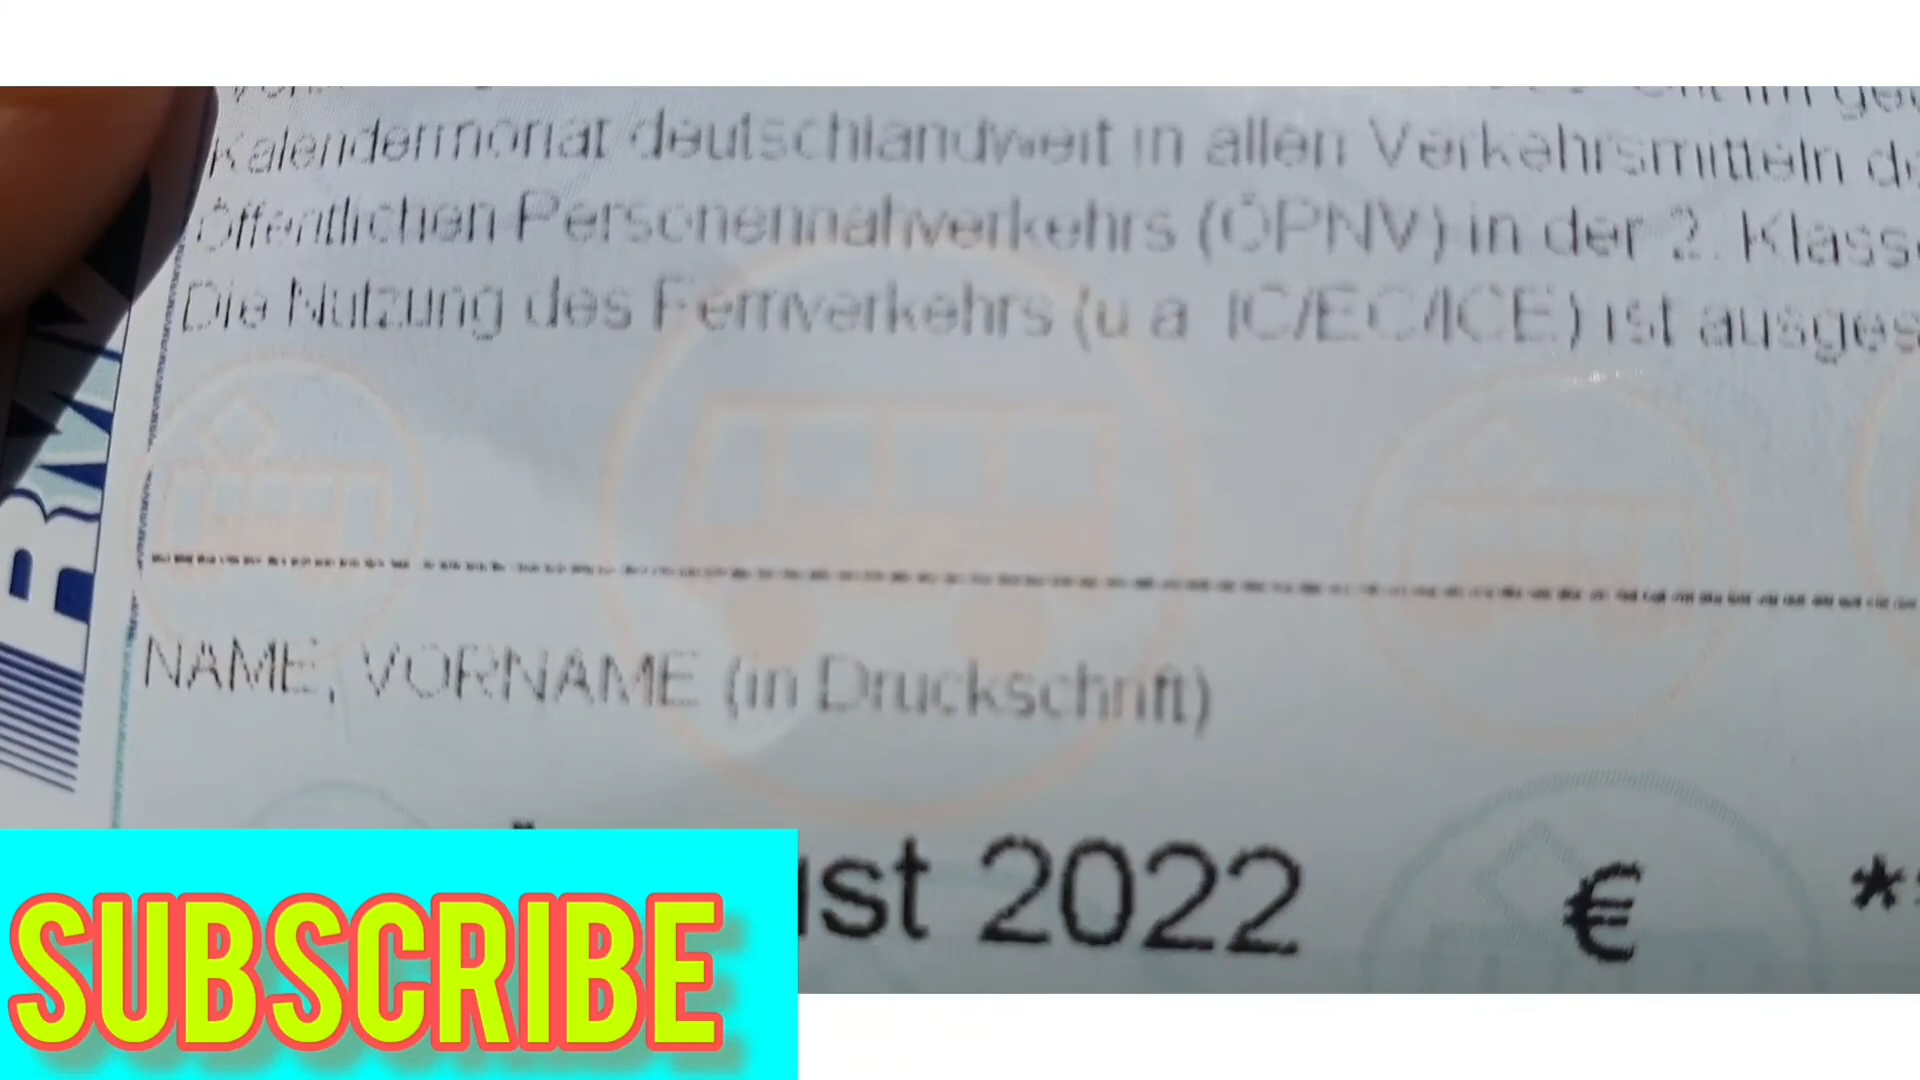 Kalendermonat deutschlandweit in allen Verkehrsmitteln
Öffentlichen Personennahverkehrs (ÖPNV) in der 2. Klass
Die Nutzung des Fernverkehrs (u.a. IC/EC/ICE) ist ausges
NAME, VORNAME (in Druckschrift)
ust 2022 € *
SUBSCRIBE